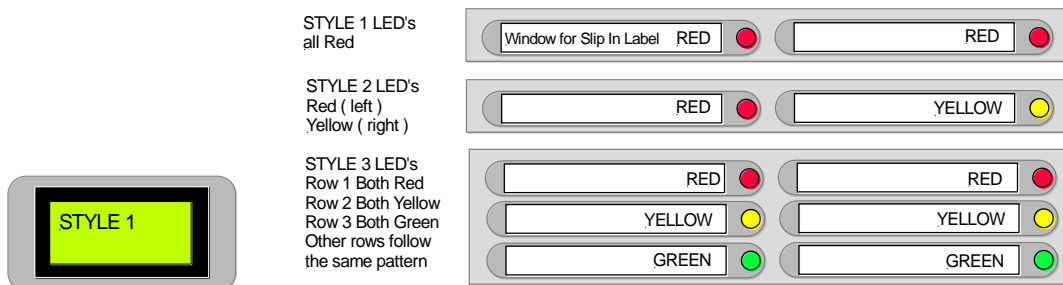 STYLE 1 LED's
all Red
Window for Slip In Label RED
RED
STYLE 2 LED's
Red ( left )
Yellow ( right )
RED
YELLOW
STYLE 3 LED's
Row 1 Both Red
Row 2 Both Yellow
Row 3 Both Green
Other rows follow
the same pattern
RED
RED
YELLOW
YELLOW
GREEN
GREEN
STYLE 1